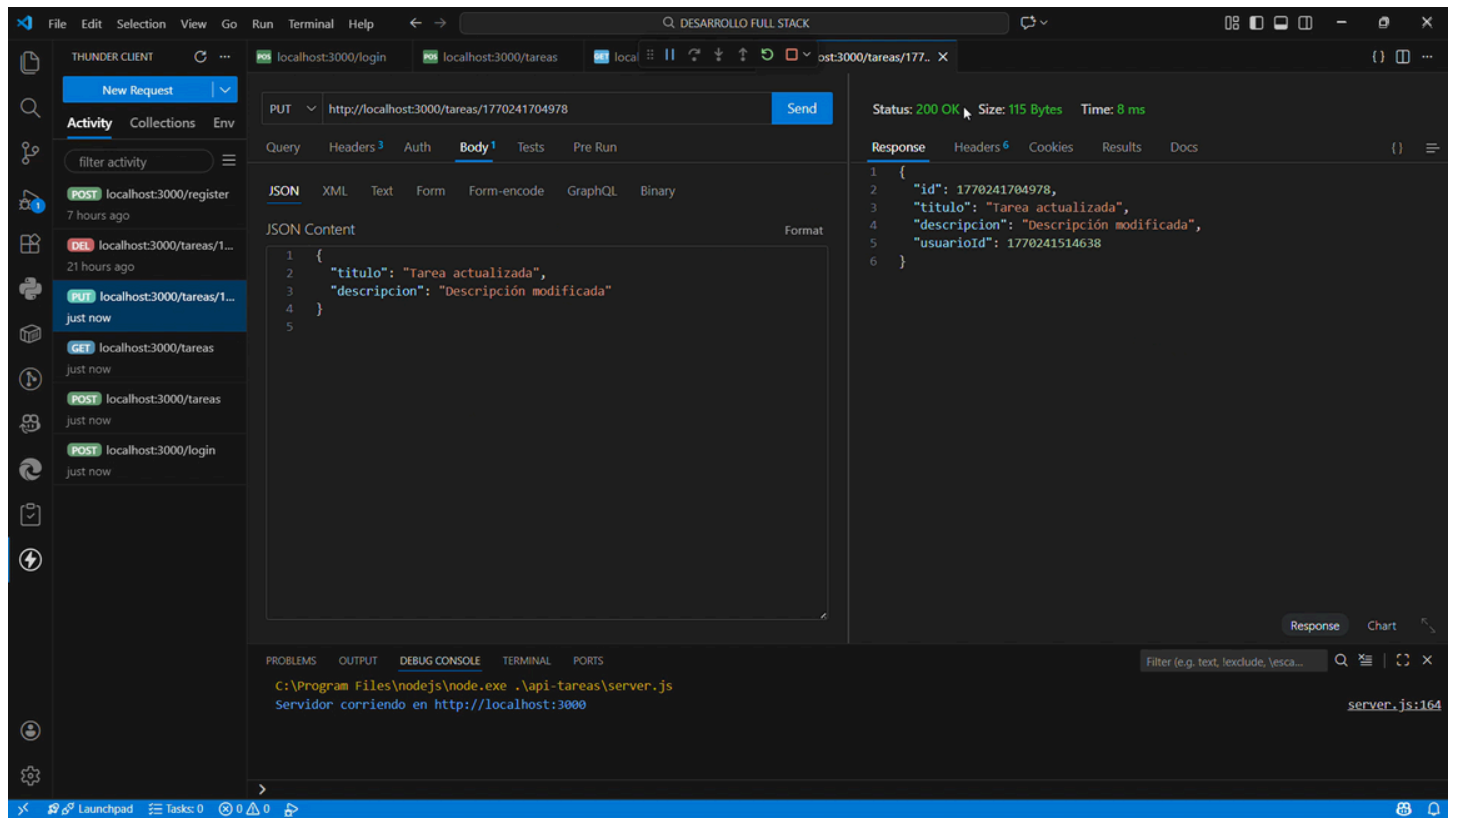 File Edit Selection View Go Run Terminal Help
DESARROLLO FULL STACK
THUNDER CLIENT
New Request
Activity Collections Env
filter activity
POST localhost:3000/register
7 hours ago
DEL localhost:3000/tareas/1...
21 hours ago
PUT localhost:3000/tareas/1...
just now
GET localhost:3000/tareas
just now
POST localhost:3000/tareas
just now
POST localhost:3000/login
just now
POS localhost:3000/login
POS localhost:3000/tareas
GET local
ost:3000/tareas/177..
PUT http://localhost:3000/tareas/1770241704978 Send
Query Headers 3 Auth Body 1 Tests Pre Run
JSON XML Text Form Form-encode GraphQL Binary
JSON Content Format
1 {
2 "titulo": "Tarea actualizada",
3 "descripcion": "Descripción modificada"
4 }
5
Status: 200 OK Size: 115 Bytes Time: 8 ms
Response Headers 6 Cookies Results Docs { }
1 {
2 "id": 1770241704978,
3 "titulo": "Tarea actualizada",
4 "descripcion": "Descripción modificada",
5 "usuarioId": 1770241514638
6 }
Response Chart
PROBLEMS OUTPUT DEBUG CONSOLE TERMINAL PORTS
Filter (e.g. text, !exclude, \esca...
C:\Program Files\nodejs\node.exe .\api-tareas\server.js
Servidor corriendo en http://localhost:3000 server.js:164
>
Launchpad Tasks: 0 0 0